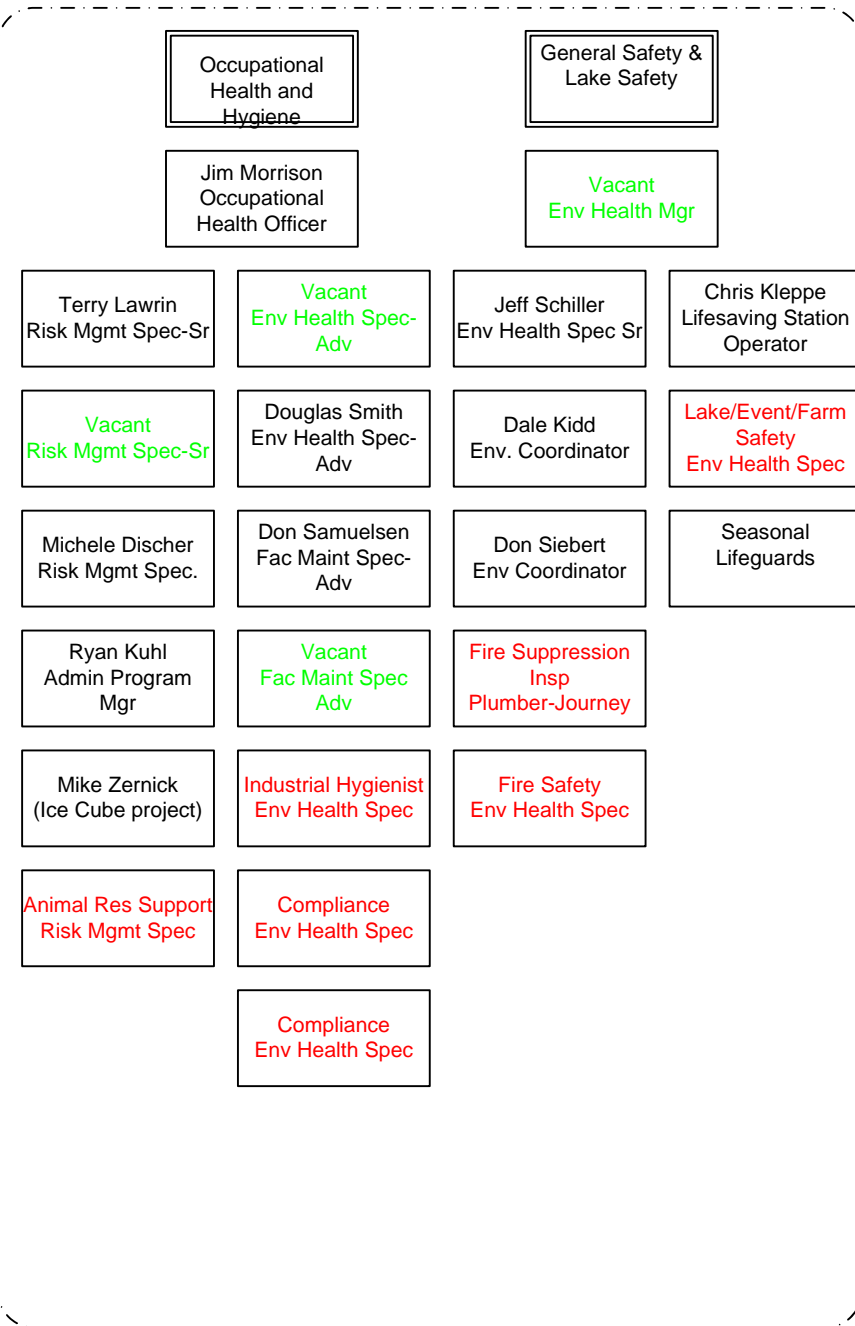 Occupational
Health and
Hygiene
General Safety &
Lake Safety
Jim Morrison
Occupational
Health Officer
Vacant
Env Health Mgr
Terry Lawrin
Risk Mgmt Spec-Sr
Vacant
Env Health Spec-
Adv
Jeff Schiller
Env Health Spec Sr
Chris Kleppe
Lifesaving Station
Operator
Vacant
Risk Mgmt Spec-Sr
Douglas Smith
Env Health Spec-
Adv
Dale Kidd
Env. Coordinator
Lake/Event/Farm
Safety
Env Health Spec
Michele Discher
Risk Mgmt Spec.
Don Samuelsen
Fac Maint Spec-
Adv
Don Siebert
Env Coordinator
Seasonal
Lifeguards
Ryan Kuhl
Admin Program
Mgr
Vacant
Fac Maint Spec
Adv
Fire Suppression
Insp
Plumber-Journey
Mike Zernick
(Ice Cube project)
Industrial Hygienist
Env Health Spec
Fire Safety
Env Health Spec
Animal Res Support
Risk Mgmt Spec
Compliance
Env Health Spec
Compliance
Env Health Spec